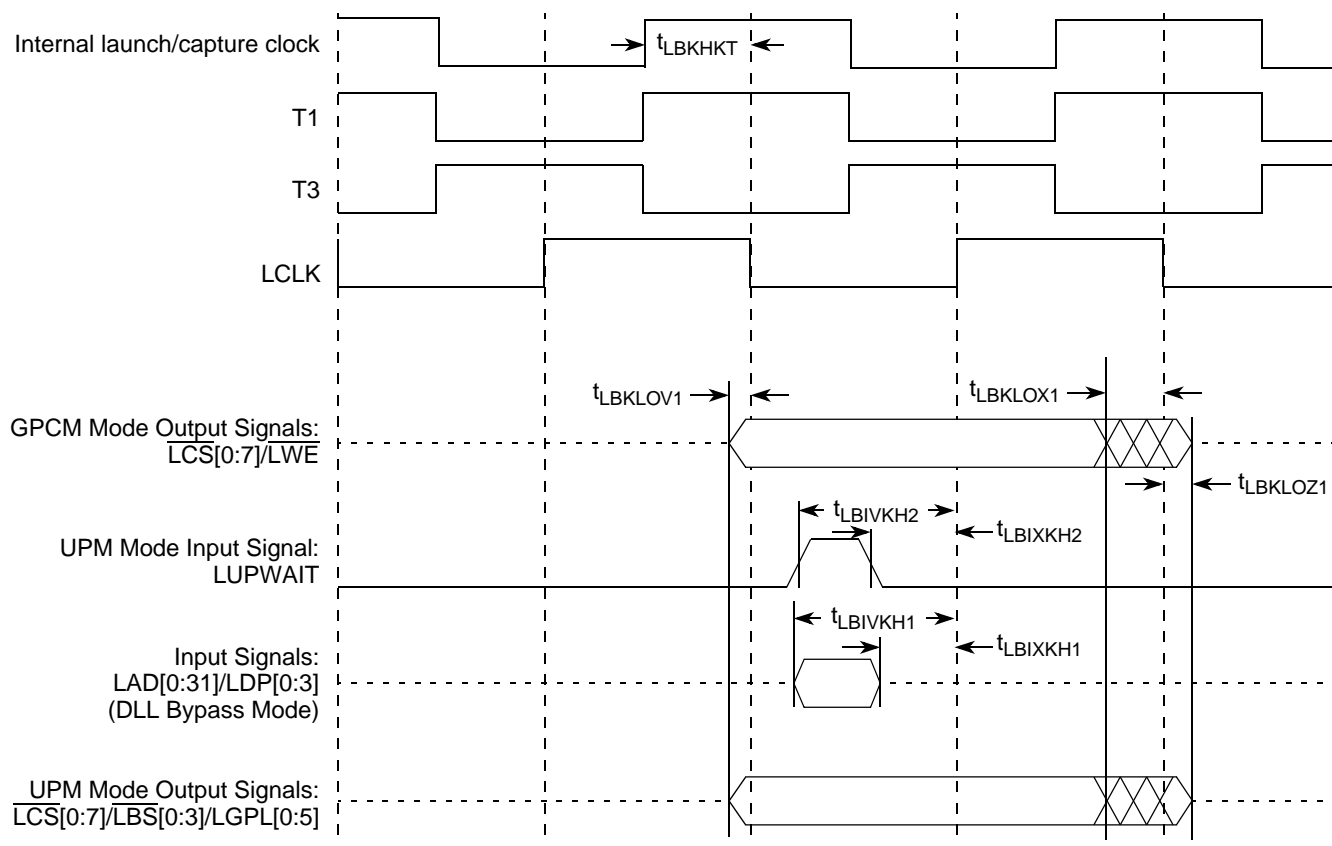 Internal launch/capture clock
tLBKHKT
T1
T3
LCLK
tLBKLOV1
tLBKLOX1
GPCM Mode Output Signals:
LCS[0:7]/LWE
tLBKLOZ1
tLBIVKH2
tLBIXKH2
UPM Mode Input Signal:
LUPWAIT
tLBIVKH1
tLBIXKH1
Input Signals:
LAD[0:31]/LDP[0:3]
(DLL Bypass Mode)
UPM Mode Output Signals:
LCS[0:7]/LBS[0:3]/LGPL[0:5]